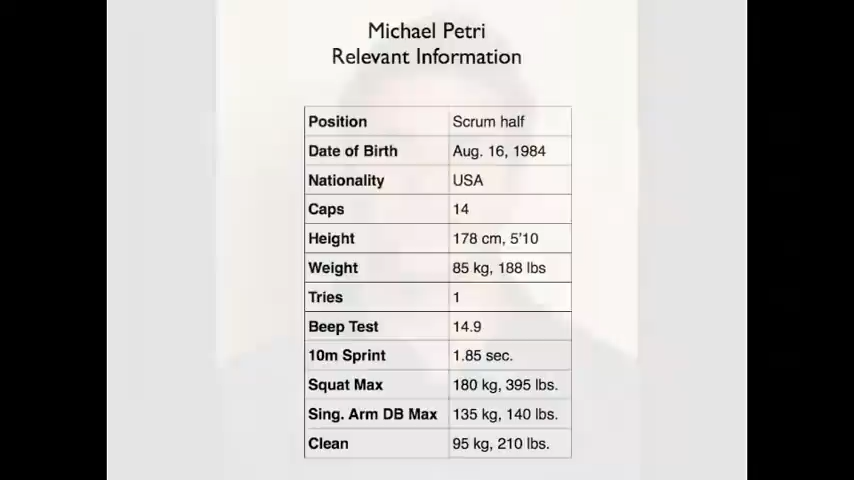 Michael Petri
Relevant Information
Position Scrum half
Date of Birth Aug. 16, 1984
Nationality USA
Caps 14
Height 178 cm, 5'10
Weight 85 kg, 188 lbs
Tries 1
Beep Test 14.9
10m Sprint 1.85 sec.
Squat Max 180 kg, 395 lbs.
Sing. Arm DB Max 135 kg, 140 lbs.
Clean 95 kg, 210 lbs.